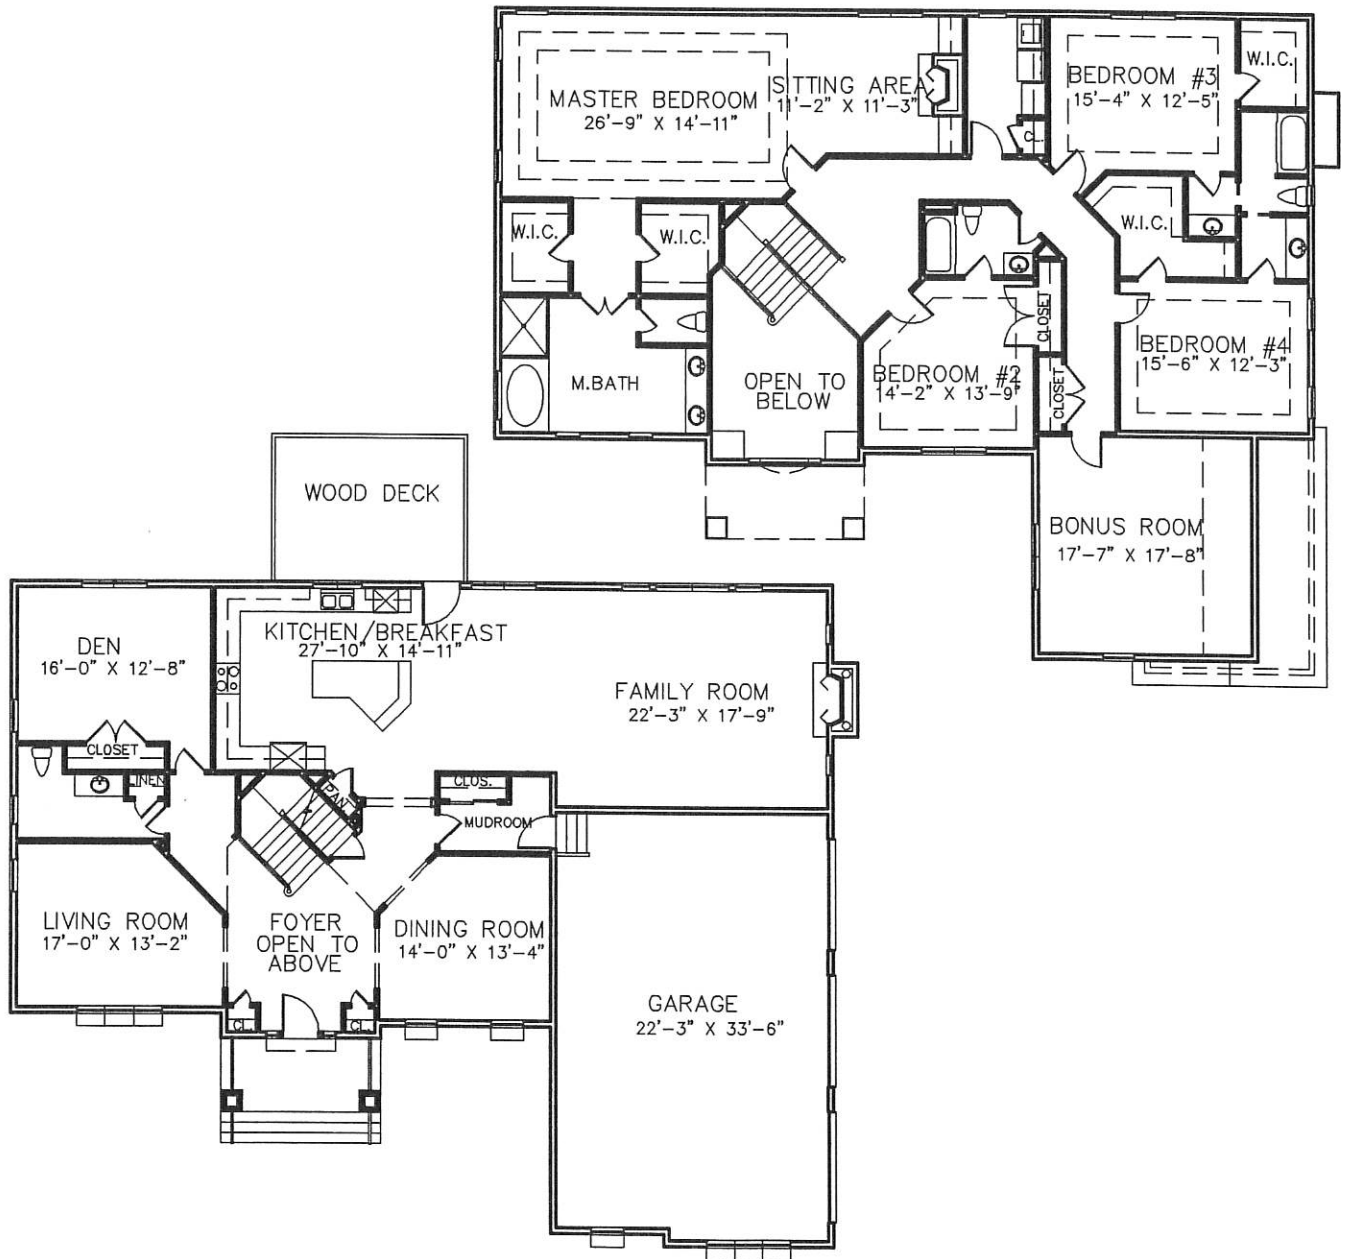 MASTER BEDROOM
26'-9" X 14'-11"
SITTING AREA
11'-2" X 11'-3"
BEDROOM #3
15'-4" X 12'-5"
W.I.C.
CL.
W.I.C.
W.I.C.
W.I.C.
CLOSET
BEDROOM #4
15'-6" X 12'-3"
M.BATH
OPEN TO
BELOW
BEDROOM #2
14'-2" X 13'-9"
CLOSET
BONUS ROOM
17'-7" X 17'-8"
WOOD DECK
DEN
16'-0" X 12'-8"
KITCHEN/BREAKFAST
27'-10" X 14'-11"
FAMILY ROOM
22'-3" X 17'-9"
CLOSET
LINEN
PAN.
CLOS.
MUDROOM
LIVING ROOM
17'-0" X 13'-2"
FOYER
OPEN TO
ABOVE
DINING ROOM
14'-0" X 13'-4"
CL.
CL.
GARAGE
22'-3" X 33'-6"